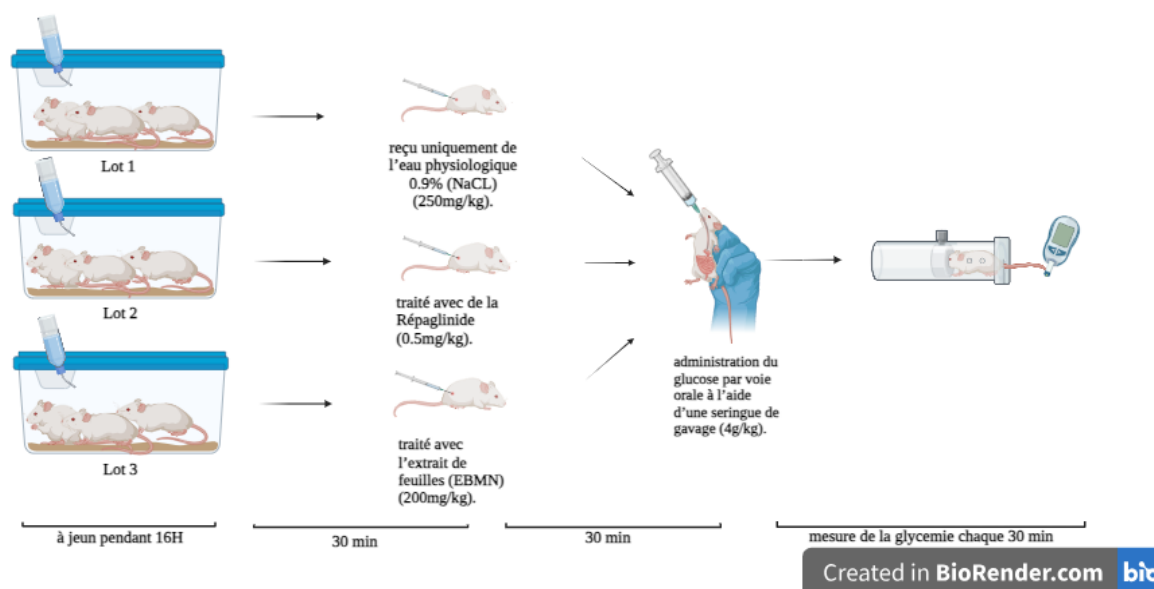 Lot 1
reçu uniquement de
l'eau physiologique
0.9% (NaCL)
(250mg/kg).
Lot 2
traité avec de la
Répaglinide
(0.5mg/kg).
Lot 3
traité avec
l'extrait de
feuilles (EBMN)
(200mg/kg).
administration du
glucose par voie
orale à l'aide
d'une seringue de
gavage (4g/kg).
à jeun pendant 16H
30 min
30 min
mesure de la glycemie chaque 30 min
Created in BioRender.com bio